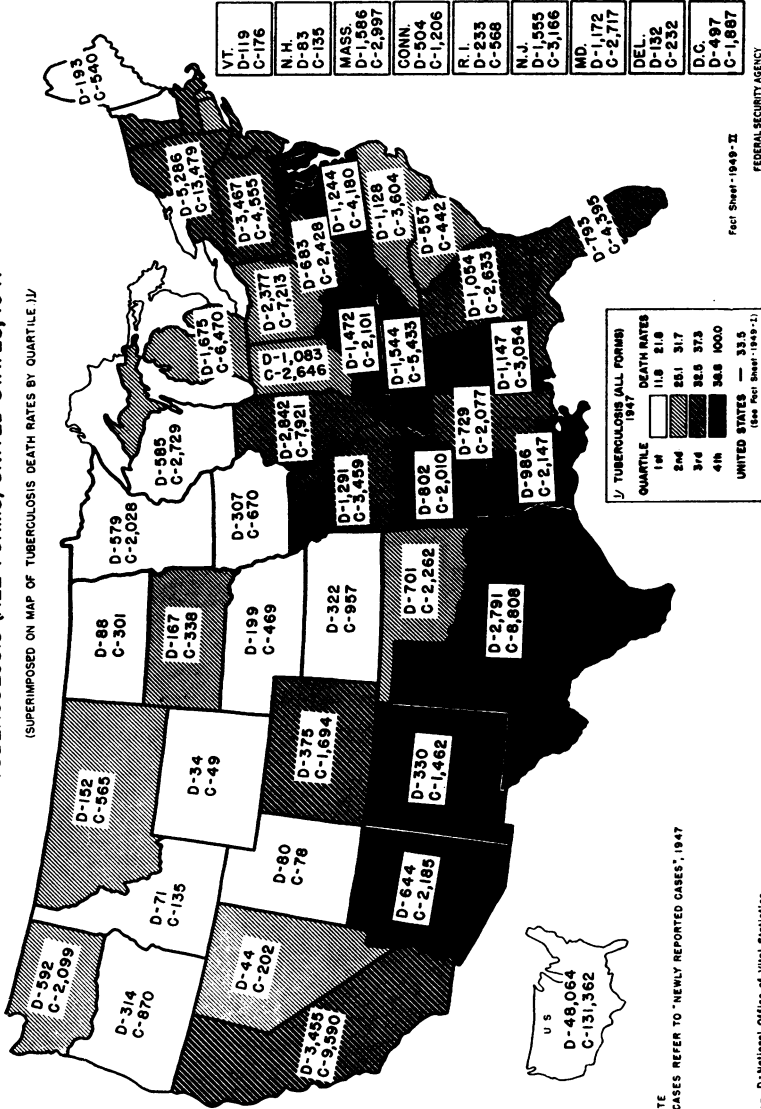 (SUPERIMPOSED ON MAP OF TUBERCULOSIS DEATH RATES BY QUARTILE )1/
D-592
C-2,099
D-314
C-870
D-3,455
C-9,590
D-44
C-202
D-71
C-135
D-152
C-565
D-34
C-49
D-80
C-78
D-644
C-2,185
D-375
C-1,694
D-330
C-1,462
D-88
C-301
D-167
C-338
D-199
C-469
D-322
C-957
D-701
C-2,262
D-2,791
C-8,808
D-579
C-2,028
D-307
C-670
D-1,291
C-3,459
D-802
C-2,010
D-986
C-2,147
D-585
C-2,729
D-2,842
C-7,921
D-1,675
C-6,470
D-1,083
C-2,646
D-2,377
C-7,213
D-1,472
C-2,101
D-1,544
C-5,433
D-729
C-2,077
D-1,147
C-3,054
D-1,054
C-2,633
D-793
C-4,395
D-557
C-442
D-1,128
C-3,604
D-1,244
C-4,180
D-683
C-2,428
D-3,467
C-4,555
D-5,286
C-13,479
D-193
C-540
VT.
D-119
C-176
N.H.
D-83
C-135
MASS.
D-1,586
C-2,997
CONN.
D-504
C-1,206
R.I.
D-233
C-568
N.J.
D-1,555
C-3,166
MD.
D-1,172
C-2,717
DEL.
D-132
C-232
D.C.
D-497
C-1,887
U S
D-48,064
C-131,362
1/ TUBERCULOSIS (ALL FORMS)
1947
QUARTILE DEATH RATES
1st 11.8 21.8
2nd 25.1 31.7
3rd 32.5 37.3
4th 38.8 100.0
UNITED STATES — 33.5
(See Fact Sheet-1949-I)
TE
CASES REFER TO "NEWLY REPORTED CASES", 1947
D-National Office of Vital Statistics
Fact Sheet-1949-II
FEDERAL SECURITY AGENCY